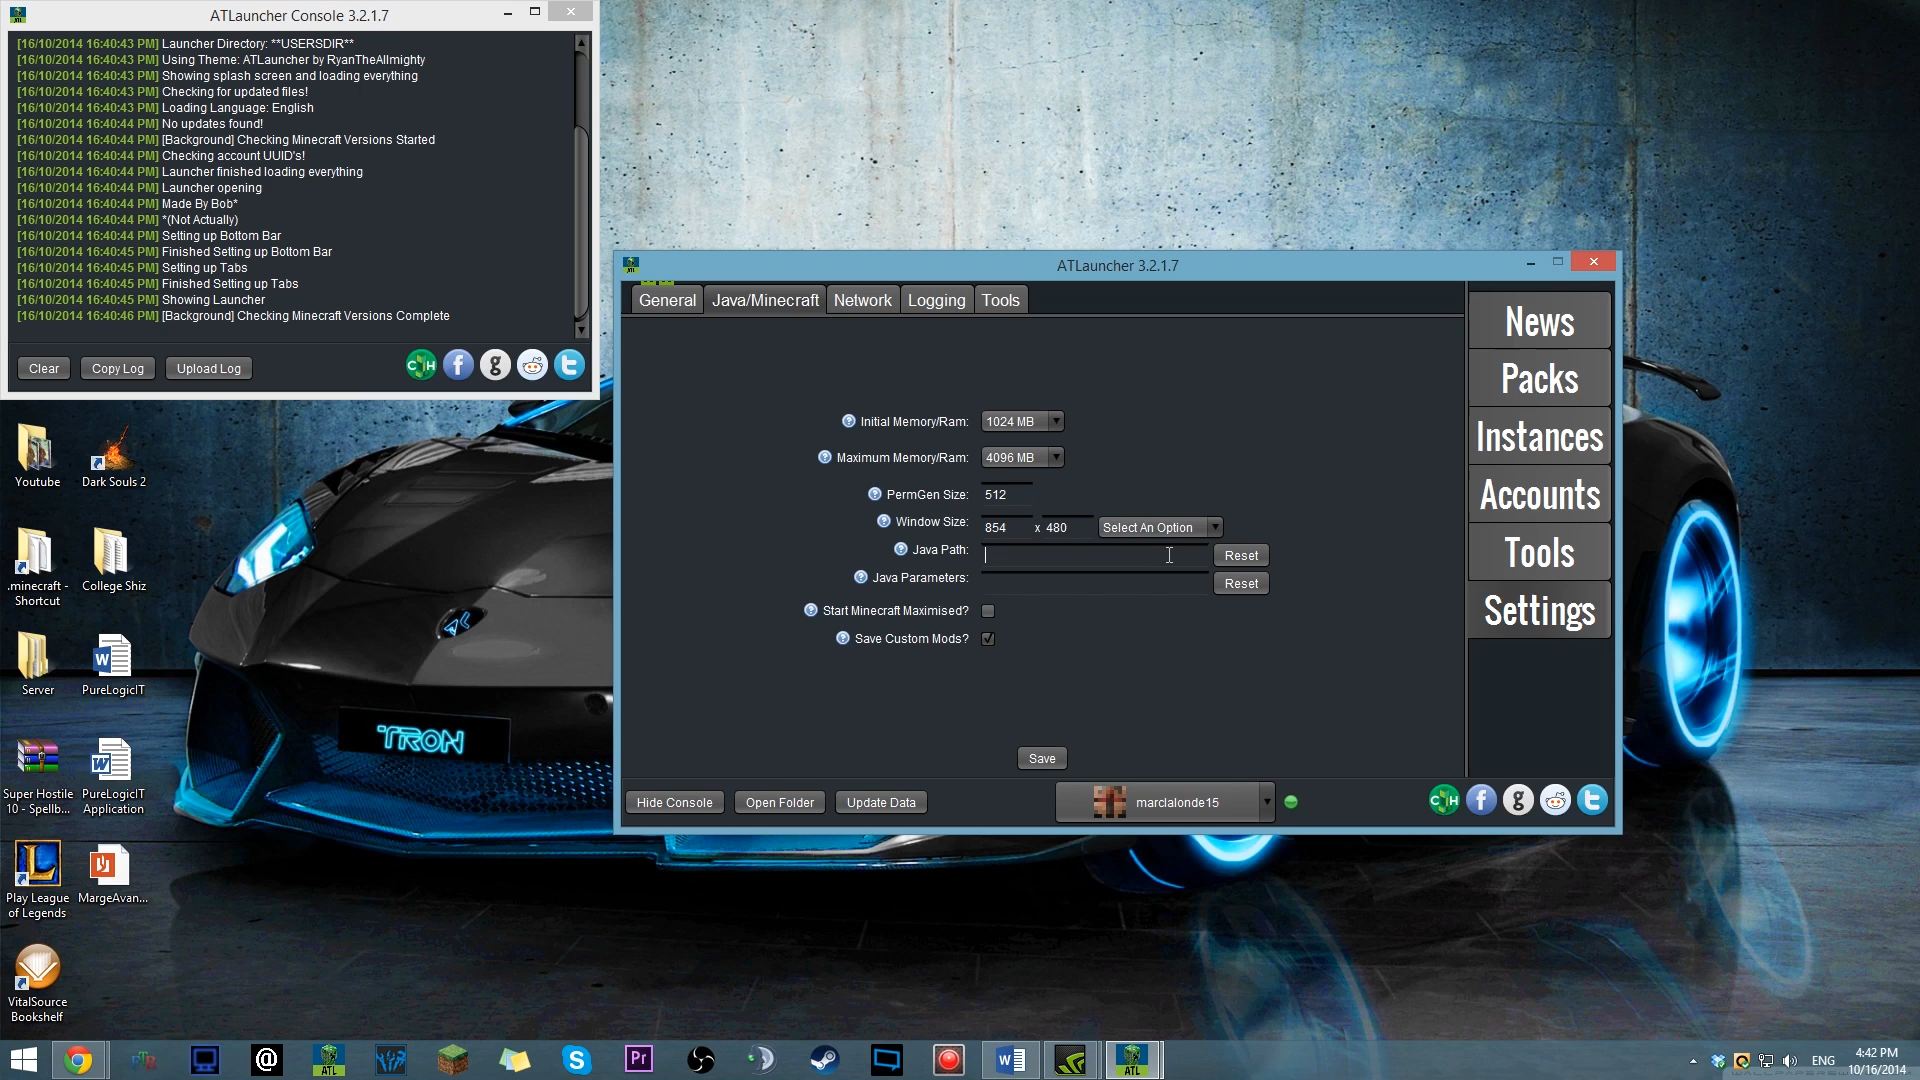 ATLauncher Console 3.2.1.7
[16/10/2014 16:40:43 PM] Launcher Directory: **USERSDIR**
[16/10/2014 16:40:43 PM] Using Theme: ATLauncher by RyanTheAllmighty
[16/10/2014 16:40:43 PM] Showing splash screen and loading everything
[16/10/2014 16:40:43 PM] Checking for updated files!
[16/10/2014 16:40:43 PM] Loading Language: English
[16/10/2014 16:40:44 PM] No updates found!
[16/10/2014 16:40:44 PM] [Background] Checking Minecraft Versions Started
[16/10/2014 16:40:44 PM] Checking account UUID's!
[16/10/2014 16:40:44 PM] Launcher finished loading everything
[16/10/2014 16:40:44 PM] Launcher opening
[16/10/2014 16:40:44 PM] Made By Bob*
[16/10/2014 16:40:44 PM] *(Not Actually)
[16/10/2014 16:40:44 PM] Setting up Bottom Bar
[16/10/2014 16:40:45 PM] Finished Setting up Bottom Bar
[16/10/2014 16:40:45 PM] Setting up Tabs
[16/10/2014 16:40:45 PM] Finished Setting up Tabs
[16/10/2014 16:40:45 PM] Showing Launcher
[16/10/2014 16:40:46 PM] [Background] Checking Minecraft Versions Complete
Clear Copy Log Upload Log
ATLauncher 3.2.1.7
General Java/Minecraft Network Logging Tools
Initial Memory/Ram: 1024 MB
Maximum Memory/Ram: 4096 MB
PermGen Size: 512
Window Size: 854 x 480 Select An Option
Java Path: Reset
Java Parameters: Reset
Start Minecraft Maximised?
Save Custom Mods?
Save
Hide Console Open Folder Update Data marclalonde15
News
Packs
Instances
Accounts
Tools
Settings
Youtube
Dark Souls 2
.minecraft - Shortcut
College Shiz
Server
PureLogicIT
Super Hostile 10 - Spellb...
PureLogicIT Application
Play League of Legends
MargeAvan...
VitalSource Bookshelf
TRON
ENG
4:42 PM
10/16/2014